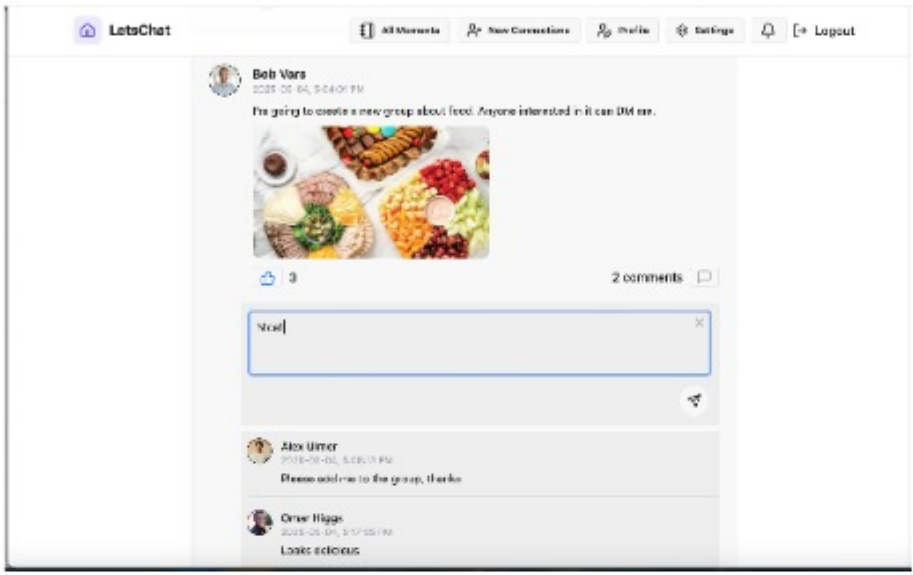 LetsChat
All Moments
New Connections
Profile
Settings
Logout
Bob Vars
I'm going to create a new group about food. Anyone interested in it can DM me.
3
2 comments
Alex Ulmer
Please add me to the group, thanks
Omar Higgs
Looks delicious